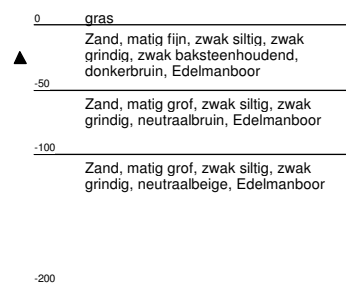 0 gras
Zand, matig fijn, zwak siltig, zwak
grindig, zwak baksteenhoudend,
donkerbruin, Edelmanboor
-50
Zand, matig grof, zwak siltig, zwak
grindig, neutraalbruin, Edelmanboor
-100
Zand, matig grof, zwak siltig, zwak
grindig, neutraalbeige, Edelmanboor
-200